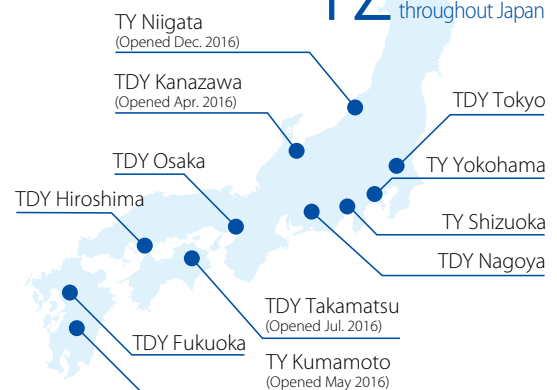 12
throughout Japan
TY Niigata
(Opened Dec. 2016)
TDY Kanazawa
(Opened Apr. 2016)
TDY Tokyo
TDY Osaka
TY Yokohama
TDY Hiroshima
TY Shizuoka
TDY Nagoya
TDY Takamatsu
(Opened Jul. 2016)
TDY Fukuoka
TY Kumamoto
(Opened May 2016)